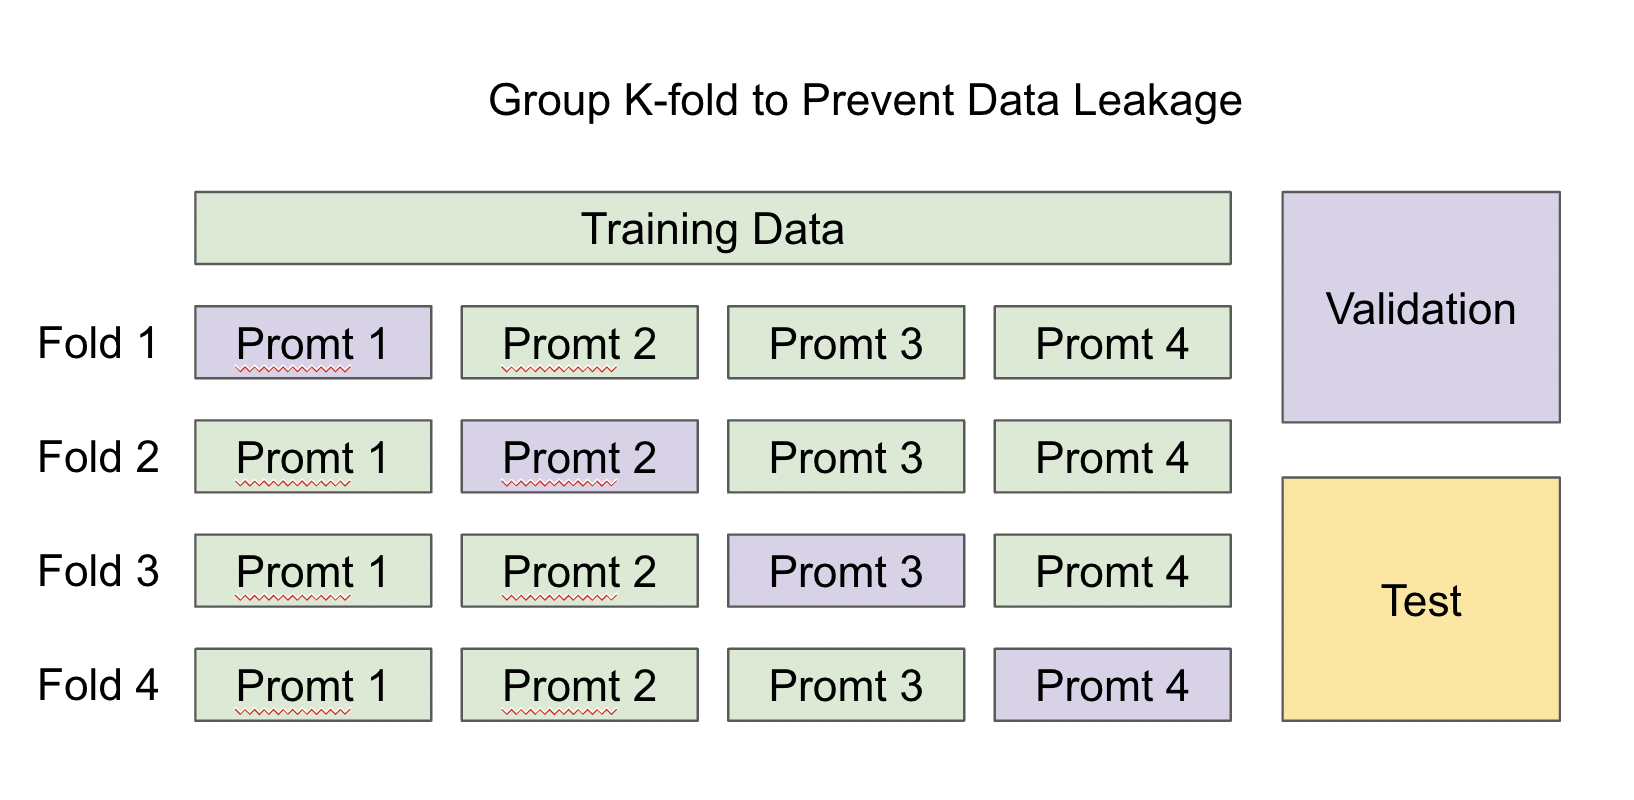 Group K-fold to Prevent Data Leakage
Training Data
Validation
Fold 1 Promt 1 Promt 2 Promt 3 Promt 4
Fold 2 Promt 1 Promt 2 Promt 3 Promt 4
Fold 3 Promt 1 Promt 2 Promt 3 Promt 4
Test
Fold 4 Promt 1 Promt 2 Promt 3 Promt 4